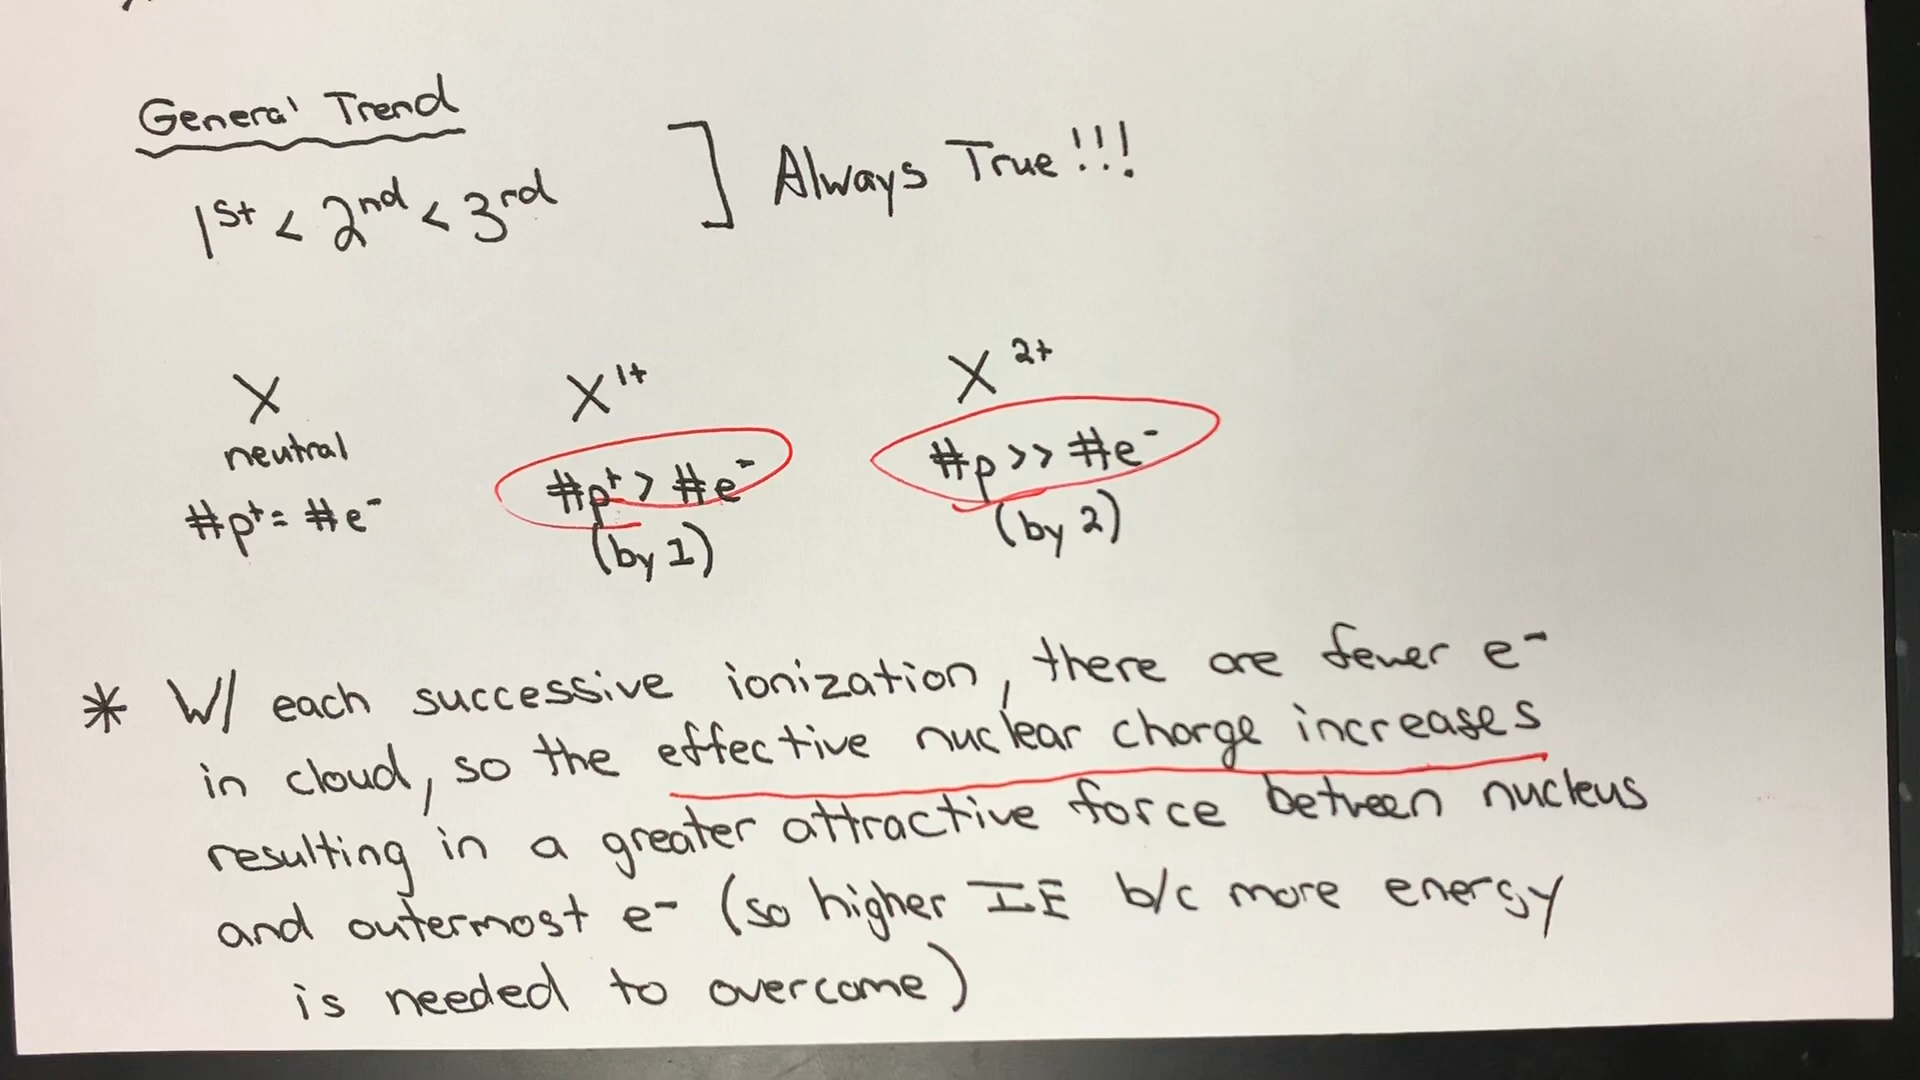 General Trend
1st < 2nd < 3rd ] Always True!!!
X X1+ X2+
neutral #p+ > #e- #p >> #e-
#p+ = #e- (by 1) (by 2)
* W/ each successive ionization, there are fewer e-
in cloud, so the effective nuclear charge increases
resulting in a greater attractive force between nucleus
and outermost e- (so higher IE b/c more energy
is needed to overcome)